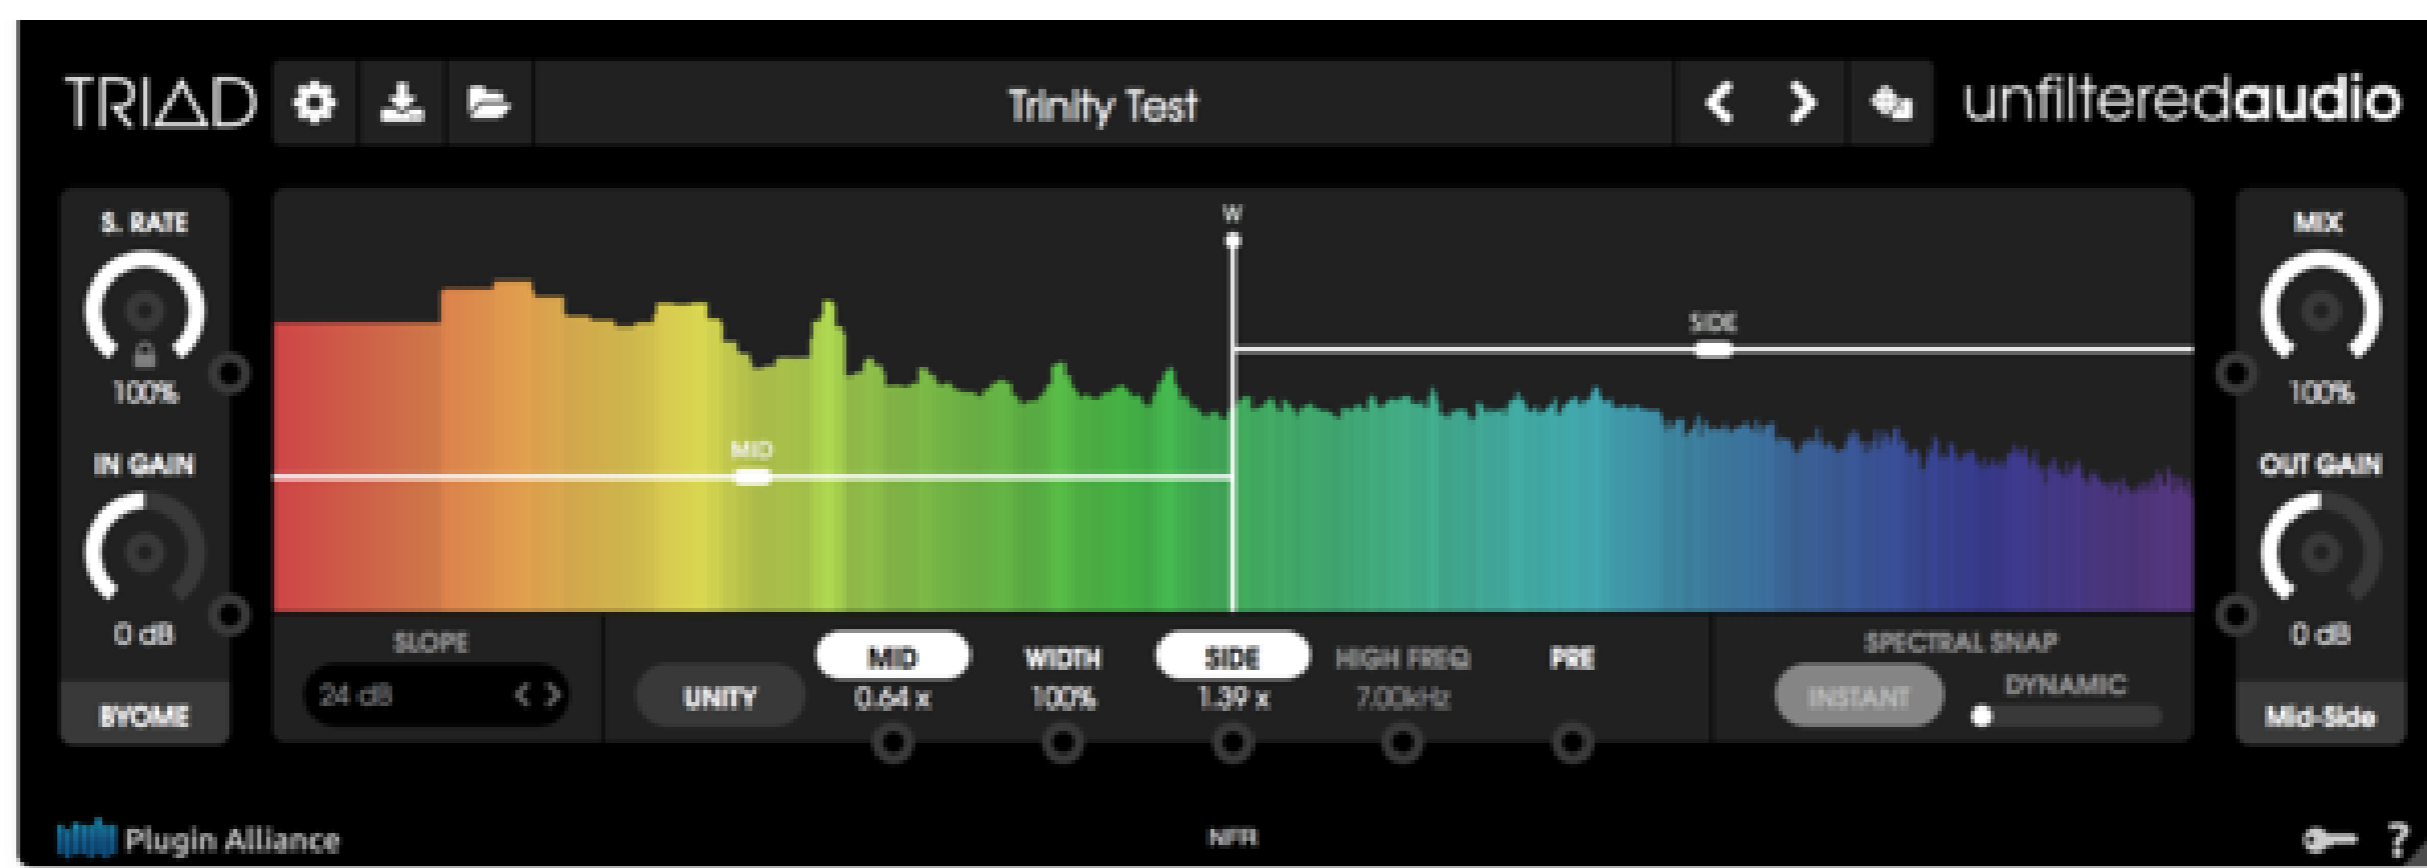 TRIAD
Trinity Test
unfilteredaudio
S. RATE
100%
IN GAIN
0 dB
BYOME
W
MID
SIDE
MIX
100%
OUT GAIN
0 dB
Mid-Side
SLOPE
24 dB
UNITY
MID
0.64 x
WIDTH
100%
SIDE
1.39 x
HIGH FREQ
7.00kHz
PRE
SPECTRAL SNAP
INSTANT
DYNAMIC
Plugin Alliance
NFR
?